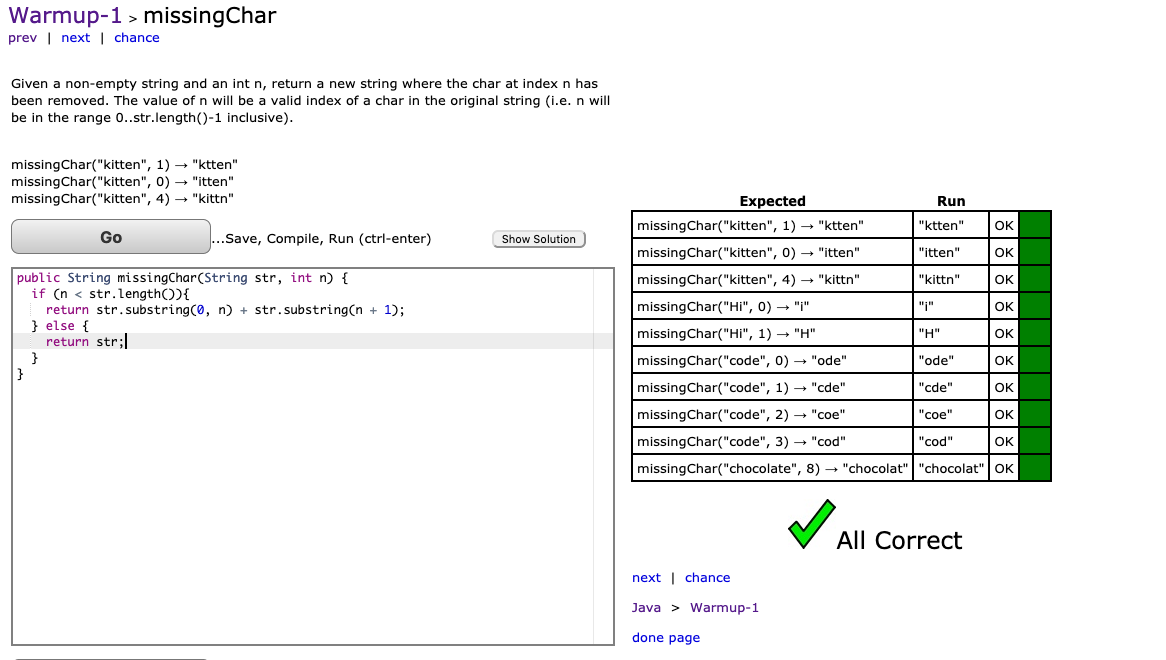 Warmup-1 > missingChar
prev | next | chance
Given a non-empty string and an int n, return a new string where the char at index n has
been removed. The value of n will be a valid index of a char in the original string (i.e. n will
be in the range 0..str.length()-1 inclusive).
missingChar("kitten", 1) → "ktten"
missingChar("kitten", 0) → "itten"
missingChar("kitten", 4) → "kittn"
Go ...Save, Compile, Run (ctrl-enter) Show Solution
public String missingChar(String str, int n) {
  if (n < str.length()){
    return str.substring(0, n) + str.substring(n + 1);
  } else {
    return str;
  }
}
Expected Run
missingChar("kitten", 1) → "ktten" "ktten" OK
missingChar("kitten", 0) → "itten" "itten" OK
missingChar("kitten", 4) → "kittn" "kittn" OK
missingChar("Hi", 0) → "i" "i" OK
missingChar("Hi", 1) → "H" "H" OK
missingChar("code", 0) → "ode" "ode" OK
missingChar("code", 1) → "cde" "cde" OK
missingChar("code", 2) → "coe" "coe" OK
missingChar("code", 3) → "cod" "cod" OK
missingChar("chocolate", 8) → "chocolat" "chocolat" OK
All Correct
next | chance
Java > Warmup-1
done page